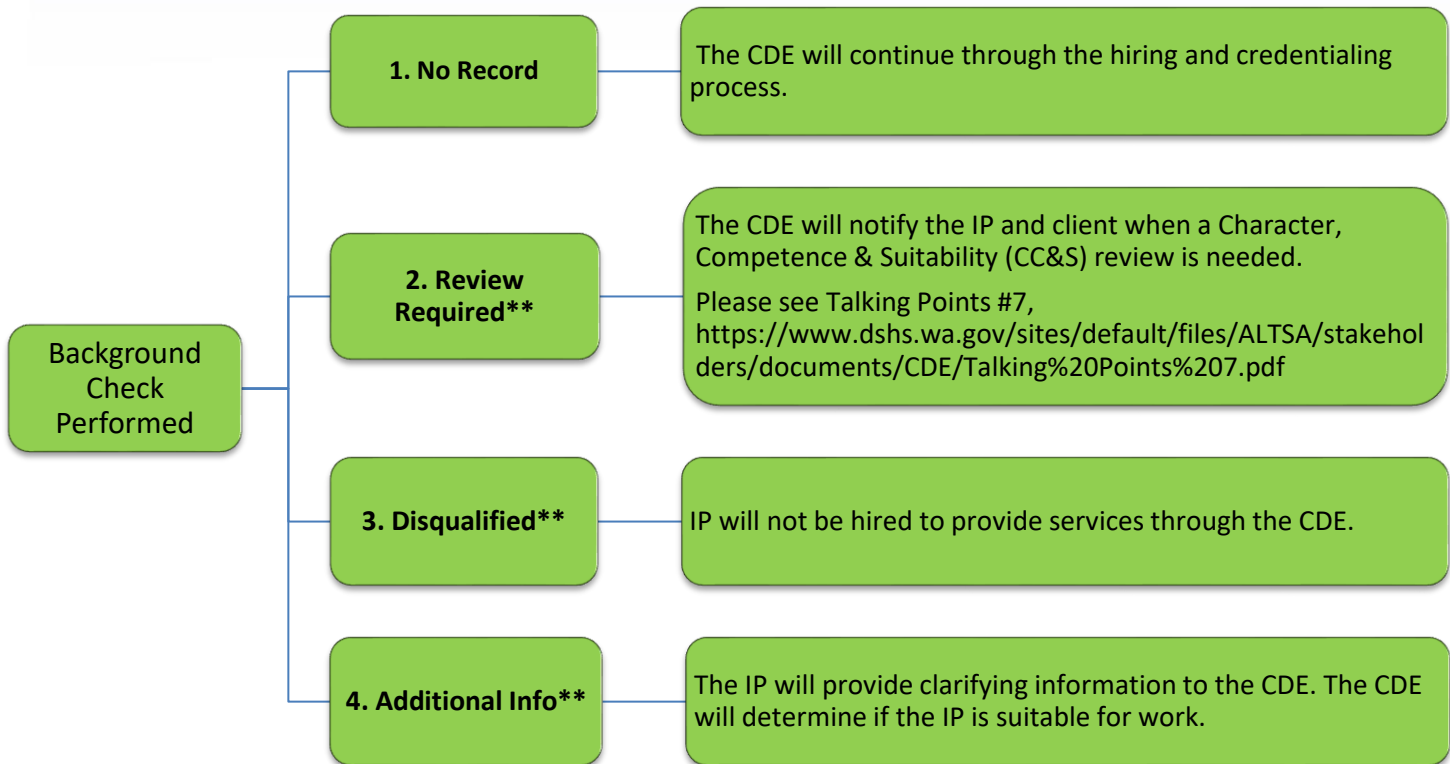 Background
Check
Performed
1. No Record
The CDE will continue through the hiring and credentialing
process.
2. Review
Required**
The CDE will notify the IP and client when a Character,
Competence & Suitability (CC&S) review is needed.
Please see Talking Points #7,
https://www.dshs.wa.gov/sites/default/files/ALTSA/stakehol
ders/documents/CDE/Talking%20Points%207.pdf
3. Disqualified**
IP will not be hired to provide services through the CDE.
4. Additional Info**
The IP will provide clarifying information to the CDE. The CDE
will determine if the IP is suitable for work.